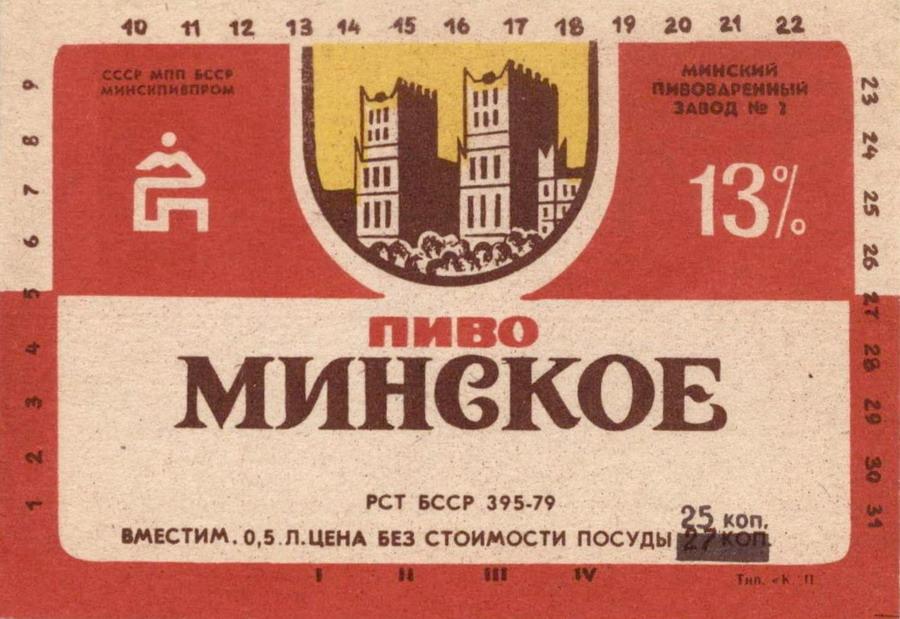 10 11 12 13 14 15 16 17 18 19 20 21 22
9
8
7
6
5
4
3
2
1
СССР МПП БССР
МИНСКПИВПРОМ
МИНСКИЙ
ПИВОВАРЕННЫЙ
ЗАВОД №
13%
23
24
25
26
27
28
29
30
31
ПИВО
МИНСКОЕ
РСТ БССР 395-79
25 коп.
ВМЕСТИМ. 0,5 Л. ЦЕНА БЕЗ СТОИМОСТИ ПОСУДЫ 27 КОП.
I II III IV
Тип. «К. П